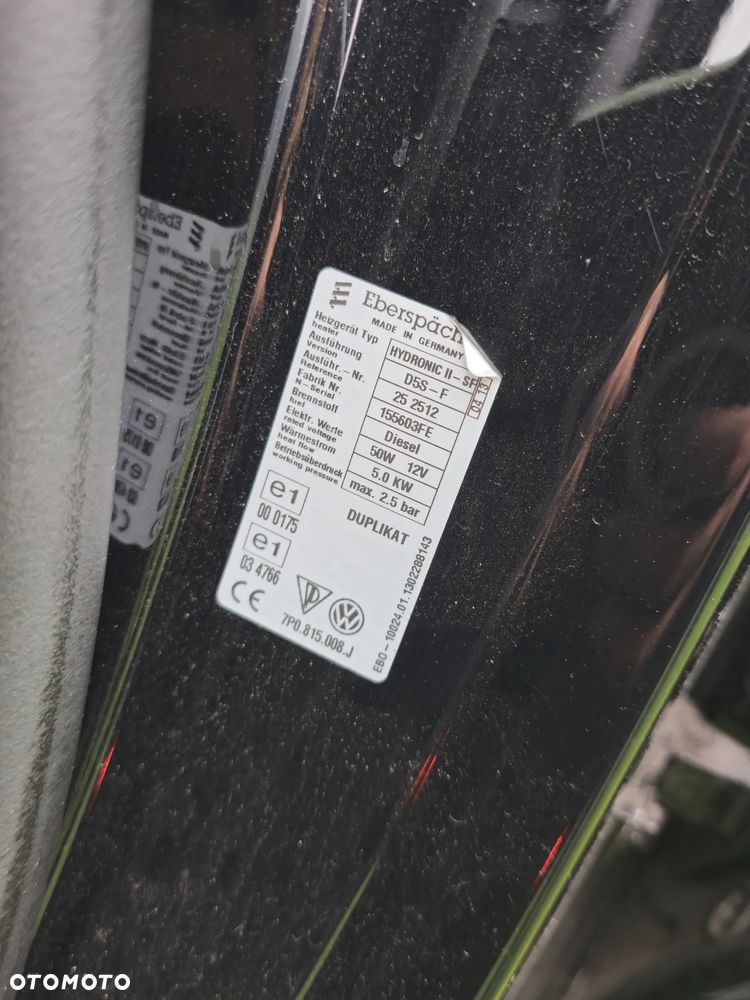 Eberspäch
MADE IN GERMANY
Heizgerät Typ
heater
HYDRONIC II-SF
04 13
Ausführung
Version
D5S-F
Ausführ. - Nr.
Reference
25 2512
Fabrik Nr.
N - Serial
155603FE
Brennstoff
fuel
Diesel
Elektr. Werte
rated voltage
50W 12V
Wärmestrom
heat flow
5.0 KW
Betriebsüberdruck
working pressure
max. 2.5 bar
DUPLIKAT
e1
00 0175
e1
03 4766
CE
VW
7P0.815.008.J
EBO - 10024.01.1302288143
OTOMOTO